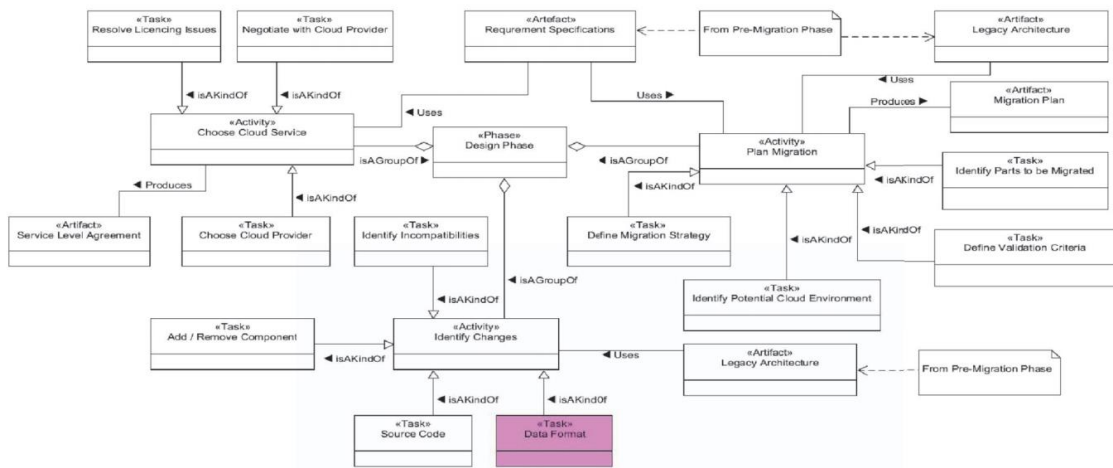 «Task»
Resolve Licencing Issues
«Task»
Negotiate with Cloud Provider
«Artefact»
Requrement Specifications
From Pre-Migration Phase
«Artifact»
Legacy Architecture
◄ isAKindOf
◄ isAKindOf
◄ Uses
Uses ►
◄ Uses
Produces ►
«Artifact»
Migration Plan
«Activity»
Choose Cloud Service
«Phase»
Design Phase
«Activity»
Plan Migration
isAGroupOf ►
◄ isAGroupOf
◄ Produces
◄ isAKindOf
◄ isAKindOf
◄ isAKindOf
«Task»
Identify Parts to be Migrated
«Artifact»
Service Level Agreement
«Task»
Choose Cloud Provider
«Task»
Identify Incompatibilities
«Task»
Define Migration Strategy
◄ isAKindOf
◄ isAKindOf
«Task»
Define Validation Criteria
◄ isAGroupOf
◄ isAKindOf
«Task»
Identify Potential Cloud Environment
«Task»
Add / Remove Component
◄ isAKindOf
«Activity»
Identify Changes
◄ Uses
«Artifact»
Legacy Architecture
From Pre-Migration Phase
◄ isAKindOf
◄ isAKind0f
«Task»
Source Code
«Task»
Data Format